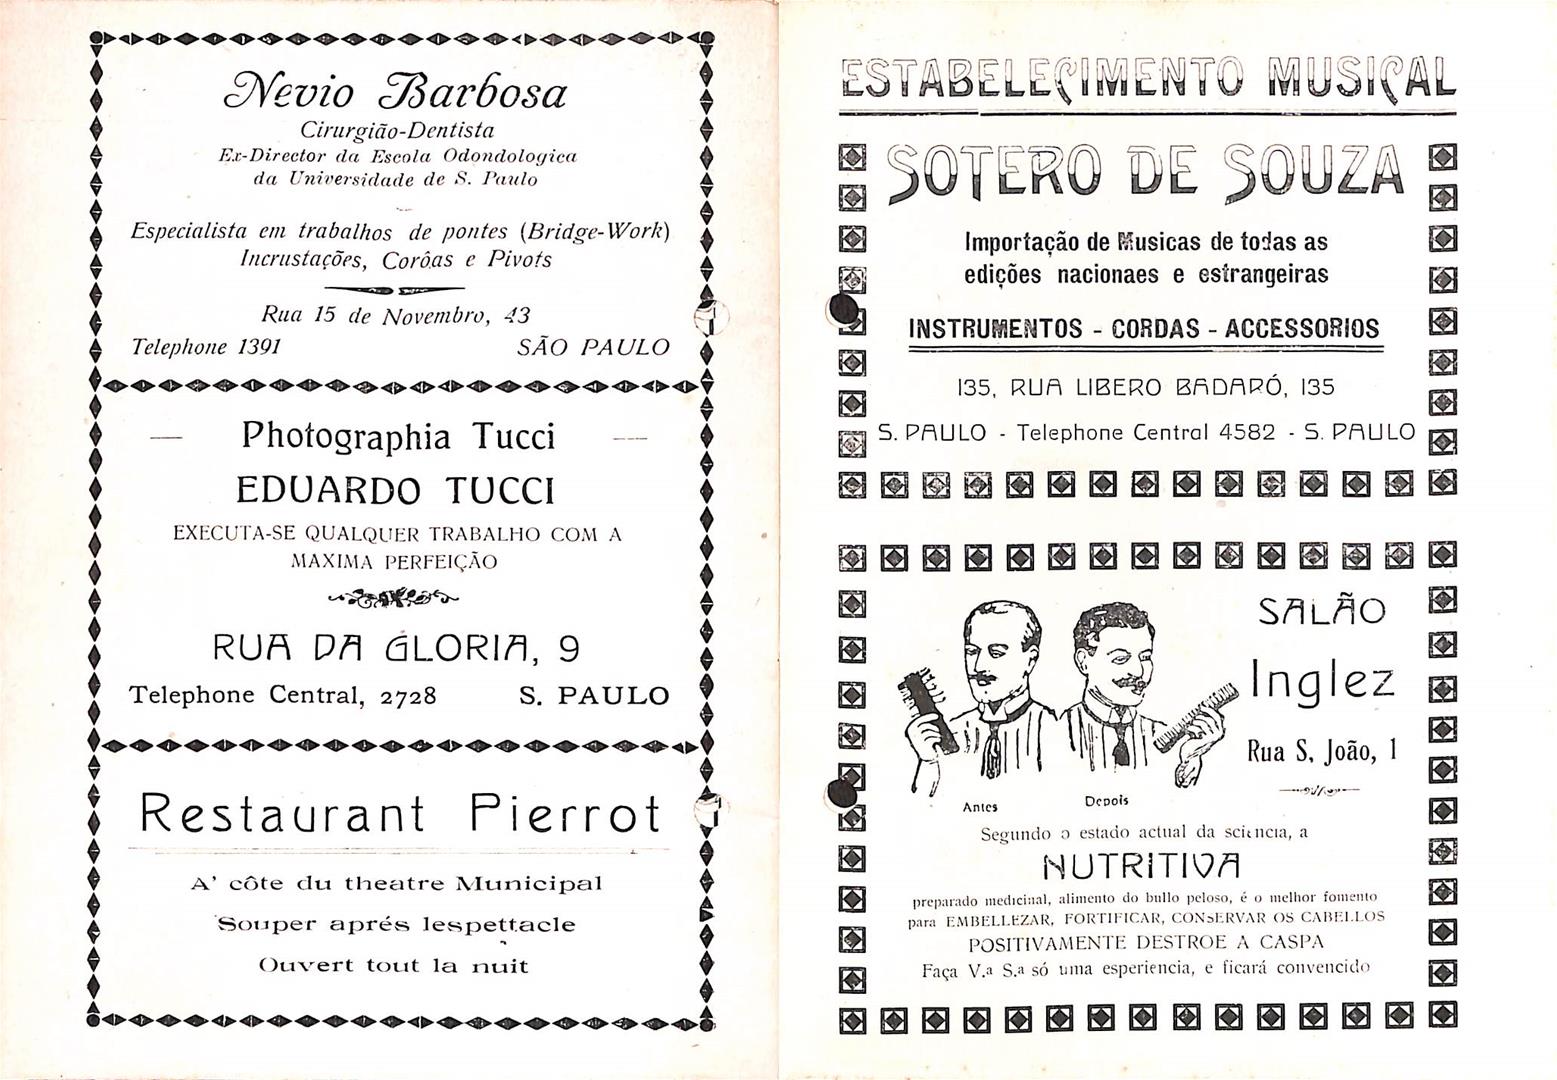 Nevio Barbosa
Cirurgião-Dentista
Ex-Director da Escola Odondologica
da Universidade de S. Paulo
Especialista em trabalhos de pontes (Bridge-Work)
Incrustações, Corôas e Pivots
Rua 15 de Novembro, 43
Telephone 1391 SÃO PAULO
Photographia Tucci
EDUARDO TUCCI
EXECUTA-SE QUALQUER TRABALHO COM A
MAXIMA PERFEIÇÃO
RUA DA GLORIA, 9
Telephone Central, 2728 S. PAULO
Restaurant Pierrot
A' côte du theatre Municipal
Souper aprés lespettacle
Ouvert tout la nuit
ESTABELEÇIMENTO MUSIÇAL
SOTERO DE SOUZA
Importação de Musicas de todas as
edições nacionaes e estrangeiras
INSTRUMENTOS - CORDAS - ACCESSORIOS
135, RUA LIBERO BADARÓ, 135
S. PAULO - Telephone Central 4582 - S. PAULO
SALÃO
Inglez
Rua S. João, 1
Antes
Depois
Segundo o estado actual da sciencia, a
NUTRITIVA
preparado medicinal, alimento do bullo peloso, é o melhor fomento
para EMBELLEZAR, FORTIFICAR, CONSERVAR OS CABELLOS
POSITIVAMENTE DESTROE A CASPA
Faça V.ª S.ª só uma esperiencia, e ficará convencido